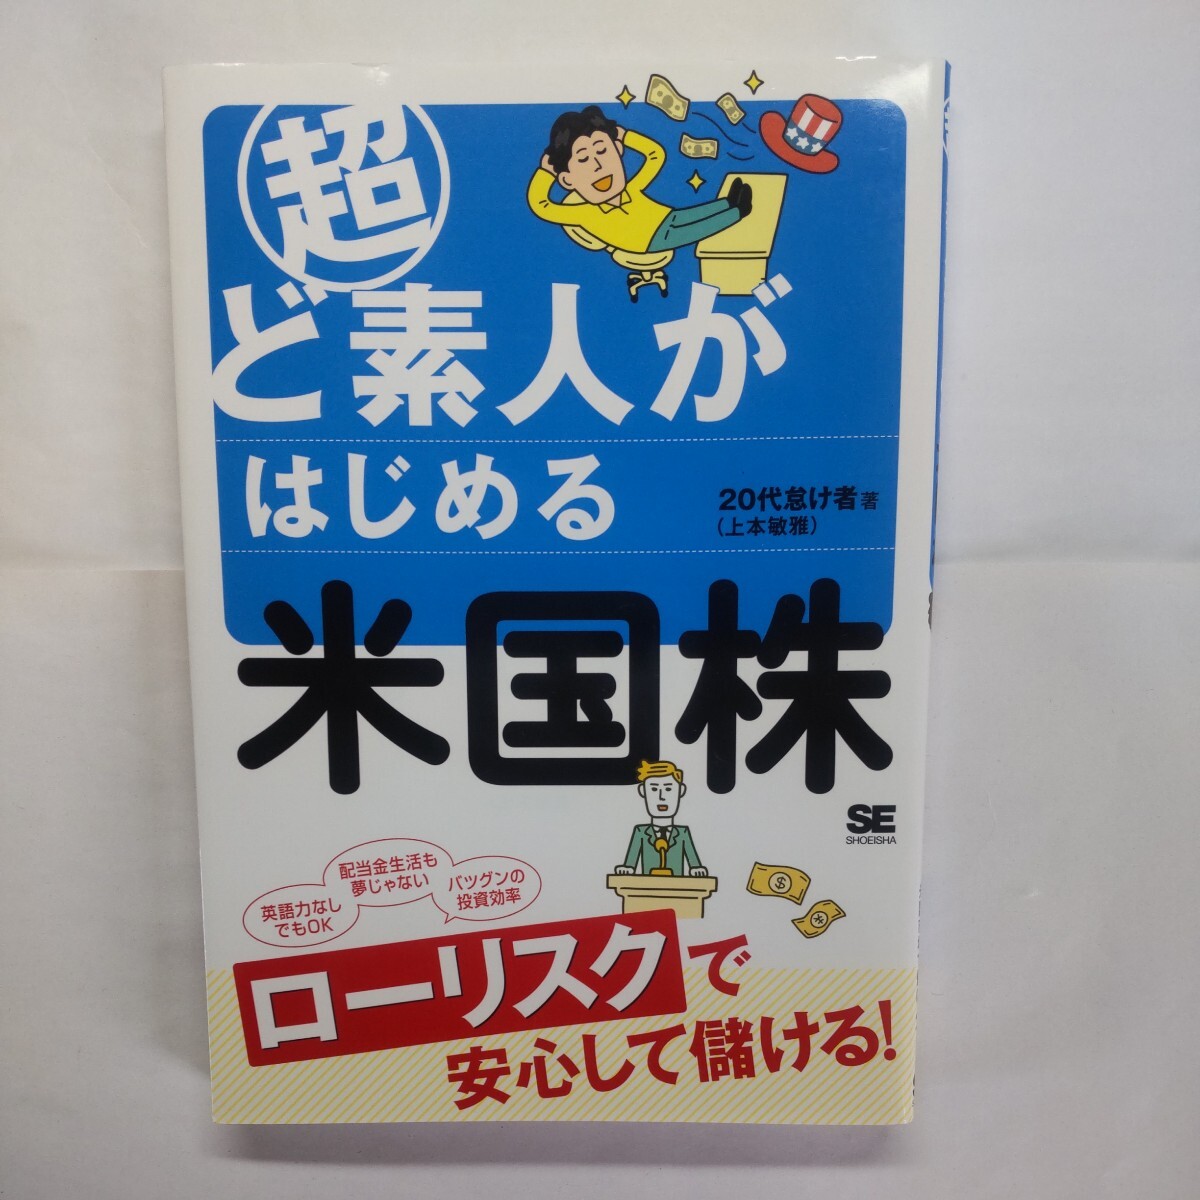 超
ど素人が
はじめる
20代怠け者 著
(上本敏雅)
米国株
SE
SHOEISHA
配当金生活も
夢じゃない
バツグンの
投資効率
英語力なし
でもOK
ローリスクで
安心して儲ける!